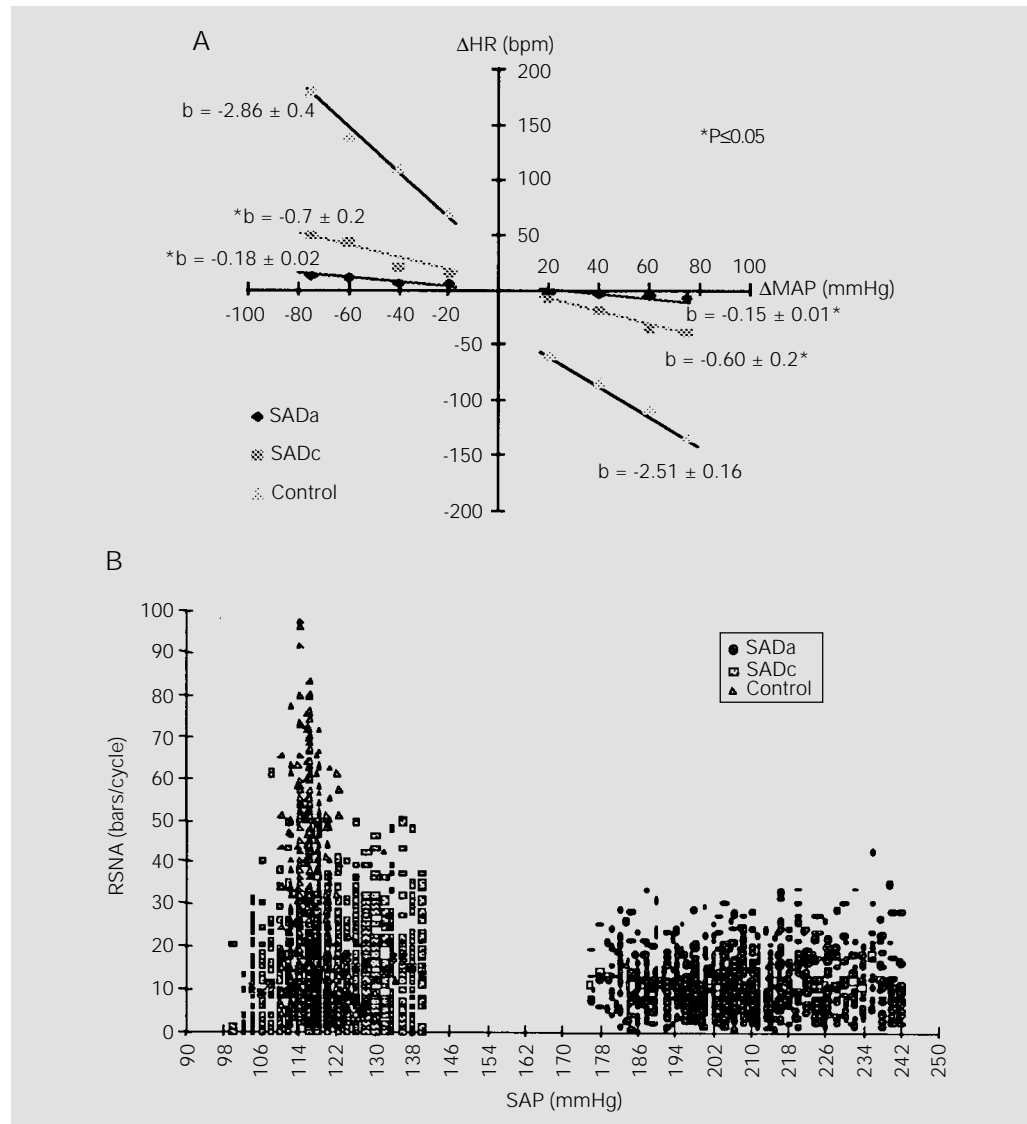 A
ΔHR (bpm)
200
150
100
50
-50
-100
-150
-200
b = -2.86 ± 0.4
*P≤0.05
*b = -0.7 ± 0.2
*b = -0.18 ± 0.02
20 40 60 80 100
ΔMAP (mmHg)
-100 -80 -60 -40 -20
b = -0.15 ± 0.01*
b = -0.60 ± 0.2*
b = -2.51 ± 0.16
SADa
SADc
Control
B
RSNA (bars/cycle)
100
90
80
70
60
50
40
30
20
10
0
SADa
SADc
Control
90 98 106 114 122 130 138 146 154 162 170 178 186 194 202 210 218 226 234 242 250
SAP (mmHg)